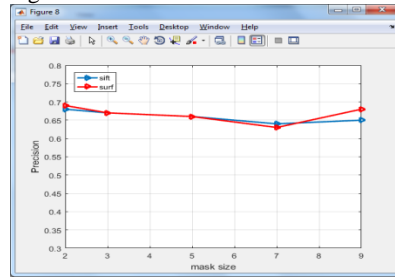 Figure 8
File Edit View Insert Tools Desktop Window Help
0.8
0.75
0.7
0.65
0.6
0.55
0.5
0.45
0.4
0.35
0.3
sift
surf
Precision
2 3 4 5 6 7 8 9
mask size